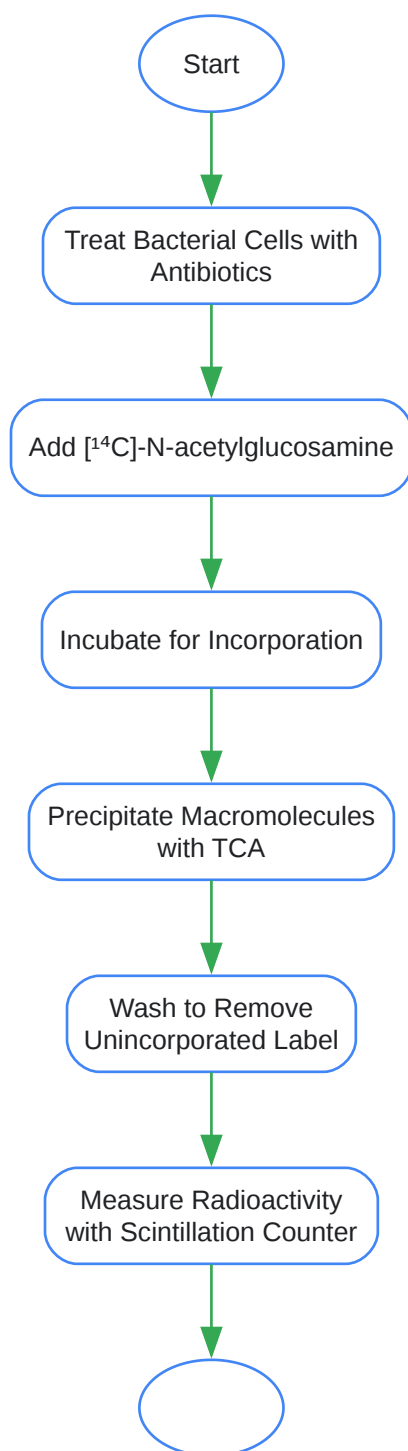 Start
Treat Bacterial Cells with
Antibiotics
Add [¹⁴C]-N-acetylglucosamine
Incubate for Incorporation
Precipitate Macromolecules
with TCA
Wash to Remove
Unincorporated Label
Measure Radioactivity
with Scintillation Counter